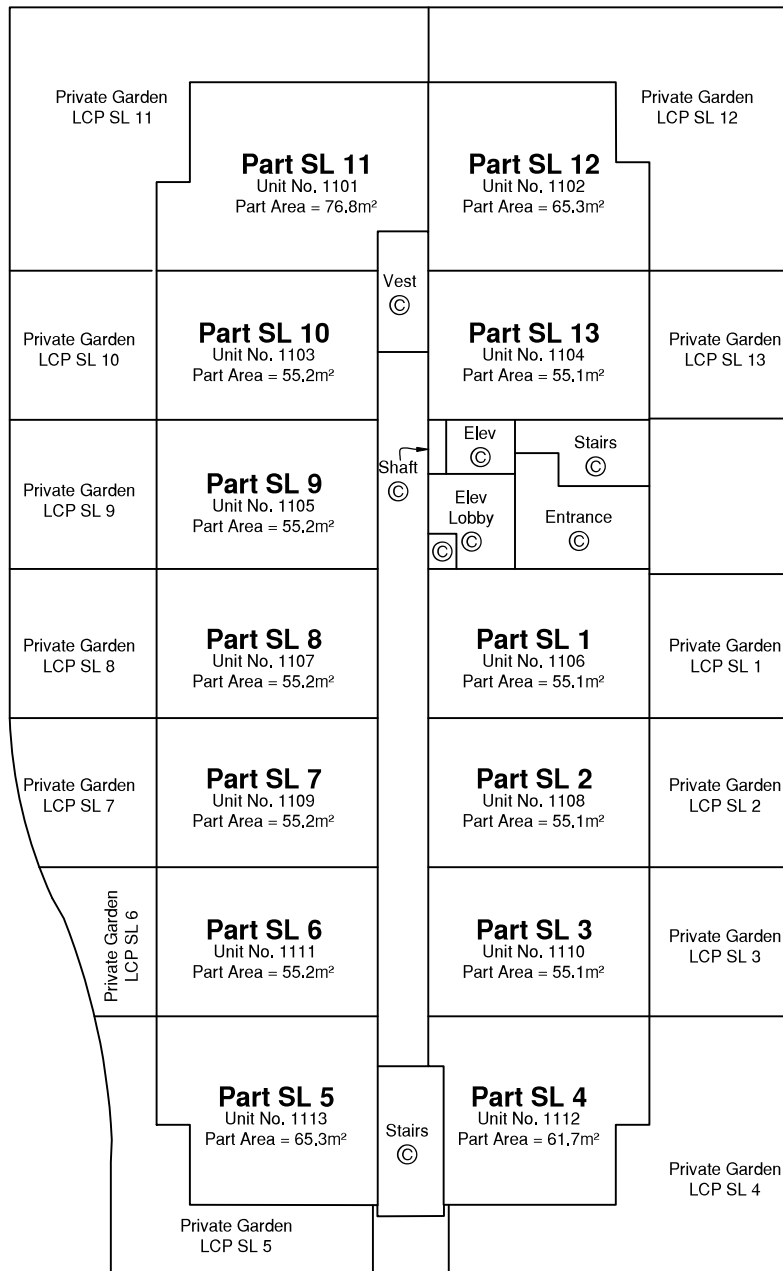 Private Garden
LCP SL 11
Part SL 11
Unit No. 1101
Part Area = 76.8m²
Part SL 12
Unit No. 1102
Part Area = 65.3m²
Private Garden
LCP SL 12
Vest
©
Private Garden
LCP SL 10
Part SL 10
Unit No. 1103
Part Area = 55.2m²
Part SL 13
Unit No. 1104
Part Area = 55.1m²
Private Garden
LCP SL 13
Private Garden
LCP SL 9
Part SL 9
Unit No. 1105
Part Area = 55.2m²
Shaft
©
Elev
©
Stairs
©
Elev
Lobby
©
©
Entrance
©
Private Garden
LCP SL 8
Part SL 8
Unit No. 1107
Part Area = 55.2m²
Part SL 1
Unit No. 1106
Part Area = 55.1m²
Private Garden
LCP SL 1
Private Garden
LCP SL 7
Part SL 7
Unit No. 1109
Part Area = 55.2m²
Part SL 2
Unit No. 1108
Part Area = 55.1m²
Private Garden
LCP SL 2
Private Garden
LCP SL 6
Part SL 6
Unit No. 1111
Part Area = 55.2m²
Part SL 3
Unit No. 1110
Part Area = 55.1m²
Private Garden
LCP SL 3
Part SL 5
Unit No. 1113
Part Area = 65.3m²
Stairs
©
Part SL 4
Unit No. 1112
Part Area = 61.7m²
Private Garden
LCP SL 4
Private Garden
LCP SL 5